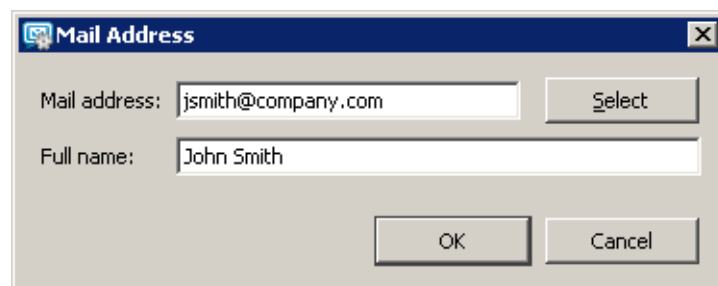 Mail Address
Mail address: jsmith@company.com Select
Full name: John Smith
OK Cancel